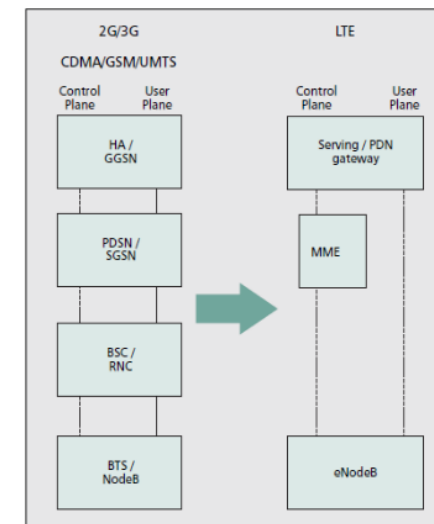 2G/3G
CDMA/GSM/UMTS
Control
Plane
User
Plane
HA /
GGSN
PDSN /
SGSN
BSC /
RNC
BTS /
NodeB
LTE
Control
Plane
User
Plane
Serving / PDN
gateway
MME
eNodeB